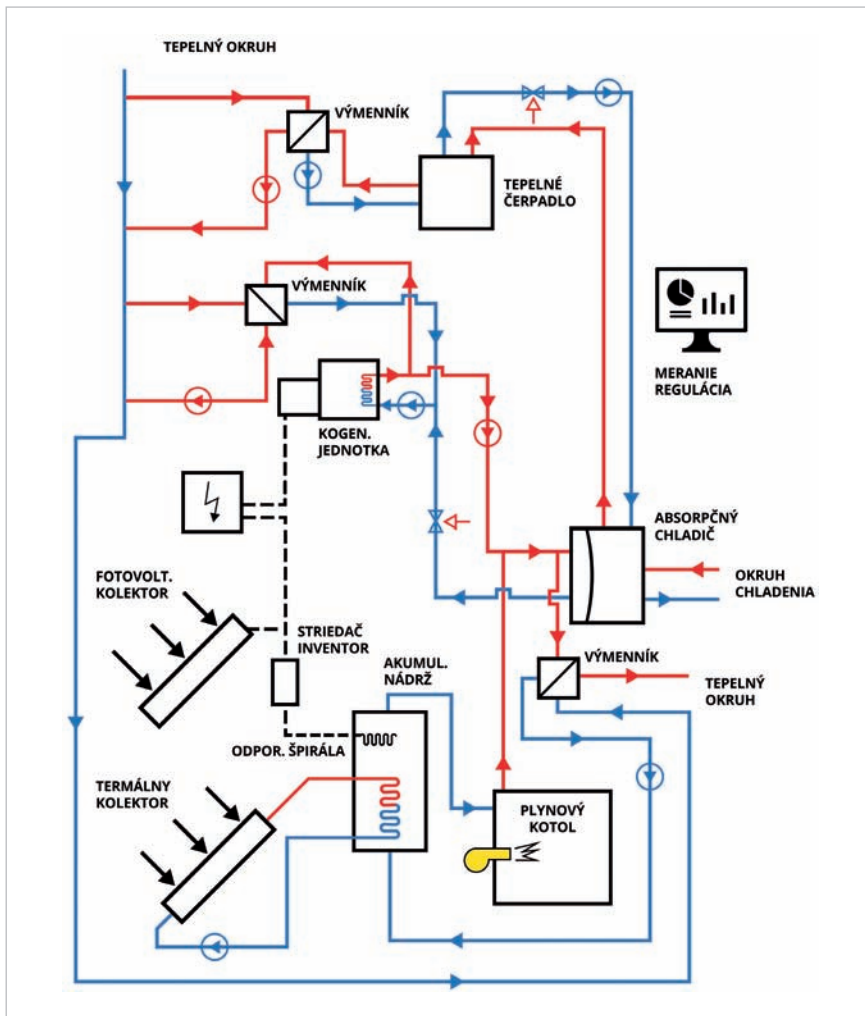 TEPELNÝ OKRUH
VÝMENNÍK
TEPELNÉ
ČERPADLO
VÝMENNÍK
MERANIE
REGULÁCIA
KOGEN.
JEDNOTKA
ABSORPČNÝ
CHLADIČ
OKRUH
CHLADENIA
FOTOVOLT.
KOLEKTOR
STRIEDAČ
INVENTOR
AKUMUL.
NÁDRŽ
VÝMENNÍK
TEPELNÝ
OKRUH
ODPOR. ŠPIRÁLA
TERMÁLNY
KOLEKTOR
PLYNOVÝ
KOTOL